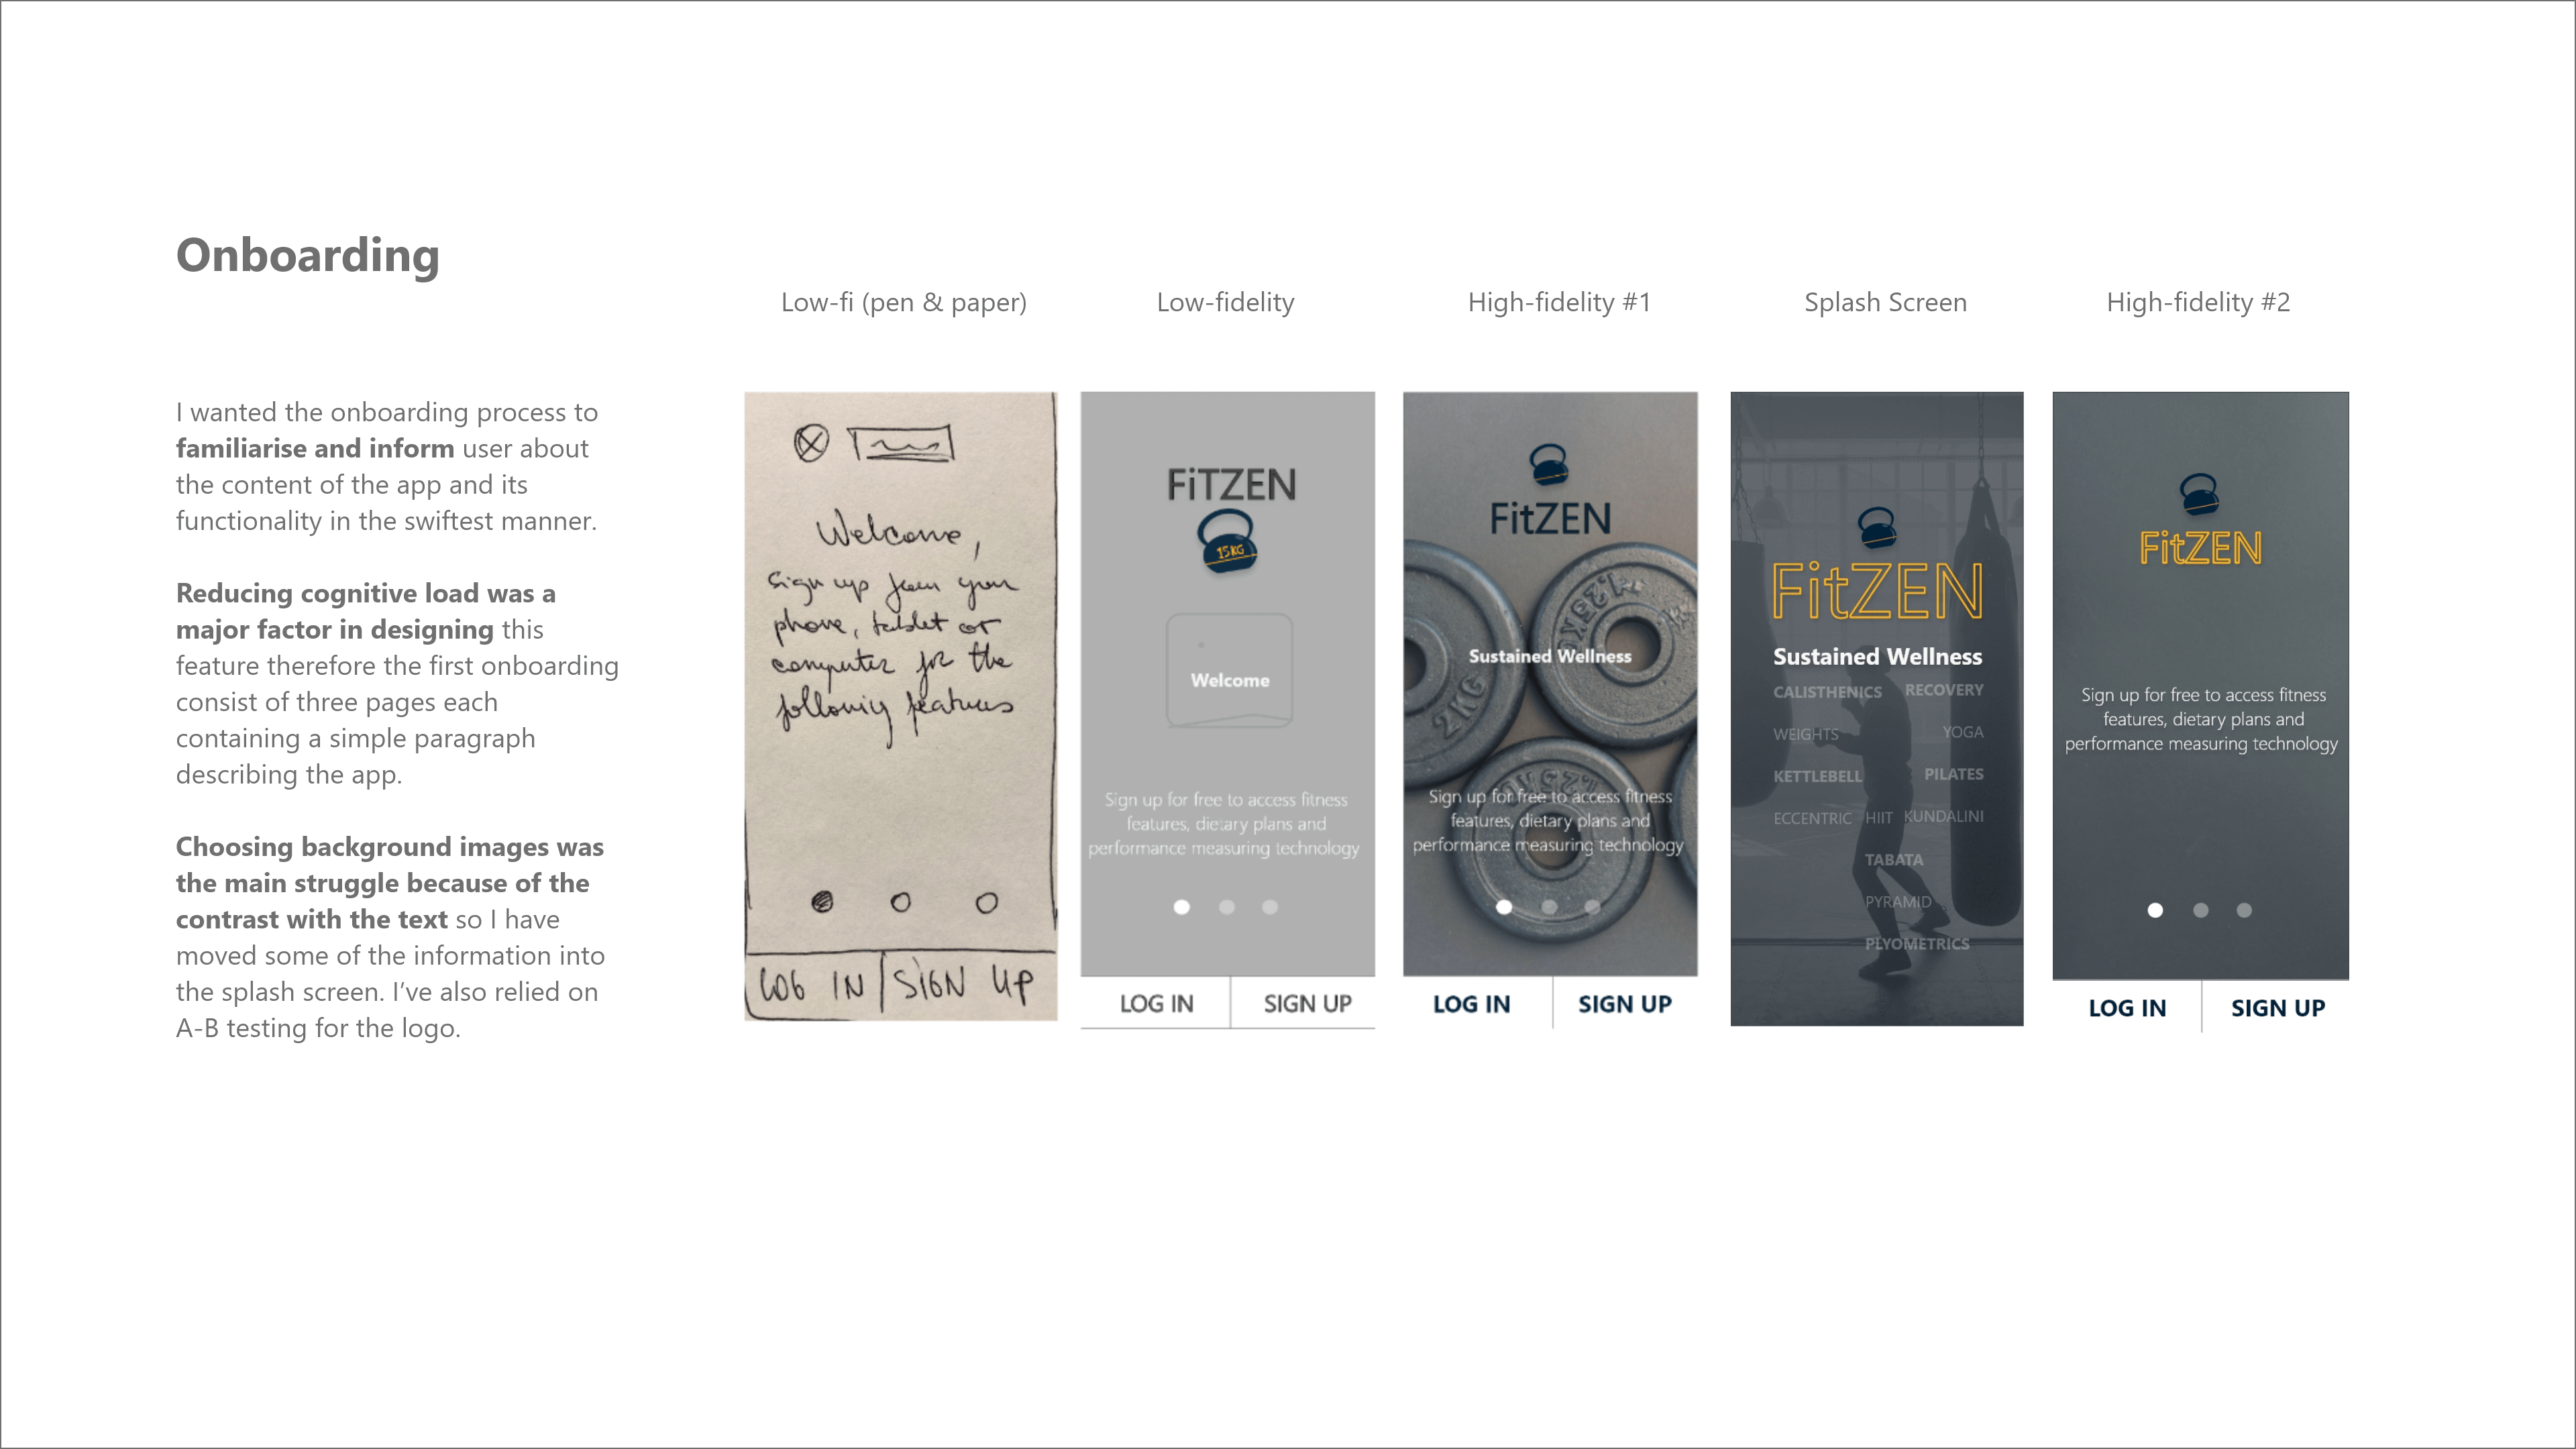 Onboarding
I wanted the onboarding process to
familiarise and inform user about
the content of the app and its
functionality in the swiftest manner.
Reducing cognitive load was a
major factor in designing this
feature therefore the first onboarding
consist of three pages each
containing a simple paragraph
describing the app.
Choosing background images was
the main struggle because of the
contrast with the text so I have
moved some of the information into
the splash screen. I’ve also relied on
A-B testing for the logo.
Low-fi (pen & paper)
Welcome,
Sign up from your
phone, tablet or
computer for the
following features
LOG IN SIGN UP
Low-fidelity
FiTZEN
15KG
Welcome
Sign up for free to access fitness
features, dietary plans and
performance measuring technology
LOG IN SIGN UP
High-fidelity #1
FitZEN
1.25KG
2KG
Sustained Wellness
1.25KG
Sign up for free to access fitness
features, dietary plans and
performance measuring technology
LOG IN SIGN UP
Splash Screen
FitZEN
Sustained Wellness
CALISTHENICS RECOVERY
WEIGHTS YOGA
KETTLEBELL PILATES
ECCENTRIC HIIT KUNDALINI
TABATA
PYRAMID
PLYOMETRICS
High-fidelity #2
FitZEN
Sign up for free to access fitness
features, dietary plans and
performance measuring technology
LOG IN SIGN UP